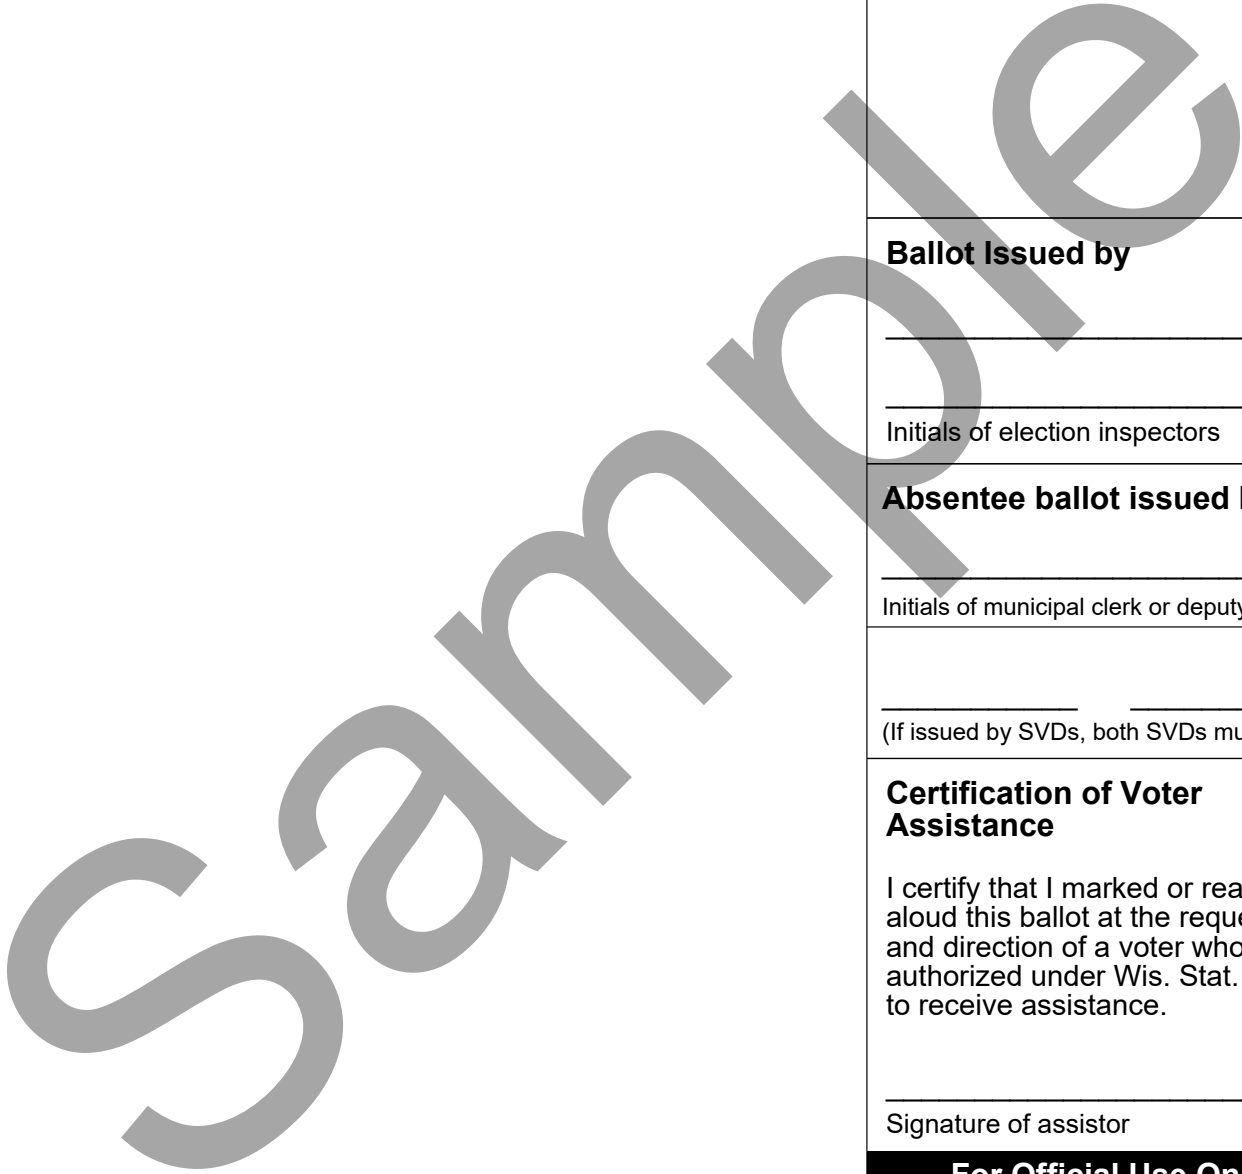 Sample
Ballot Issued by
Initials of election inspectors
Absentee ballot issued
Initials of municipal clerk or deputy
(If issued by SVDs, both SVDs
Certification of Voter
Assistance
I certify that I marked or
aloud this ballot at the
and direction of a voter who
authorized under Wis. Stat.
to receive assistance.
Signature of assistor
For Official Use